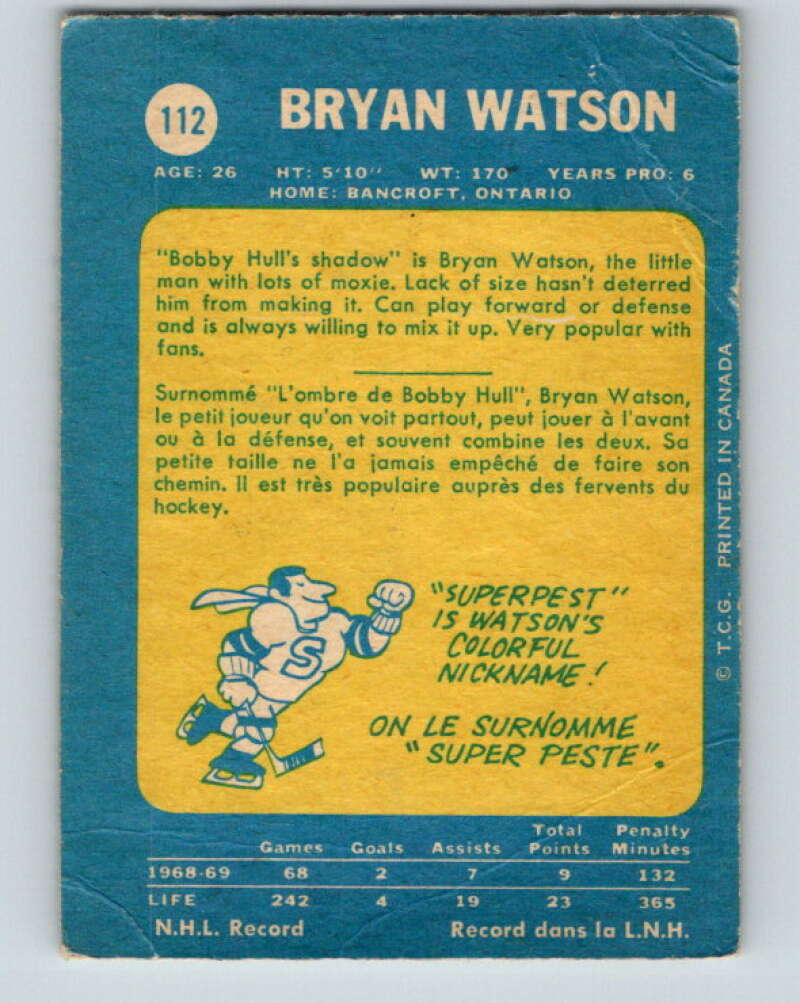 112
BRYAN WATSON
AGE: 26 HT: 5'10'' WT: 170 YEARS PRO: 6
HOME: BANCROFT, ONTARIO
"Bobby Hull's shadow" is Bryan Watson, the little
man with lots of moxie. Lack of size hasn't deterred
him from making it. Can play forward or defense
and is always willing to mix it up. Very popular with
fans.
Surnommé "L'ombre de Bobby Hull", Bryan Watson,
le petit joueur qu'on voit partout, peut jouer à l'avant
ou à la défense, et souvent combine les deux. Sa
petite taille ne l'a jamais empêché de faire son
chemin. Il est très populaire auprès des fervents du
hockey.
S
"SUPERPEST"
IS WATSON'S
COLORFUL
NICKNAME!
ON LE SURNOMME
"SUPER PESTE".
© T.C.G. PRINTED IN CANADA
Games Goals Assists Total Points Penalty Minutes
1968-69 68 2 7 9 132
LIFE 242 4 19 23 365
N.H.L. Record Record dans la L.N.H.